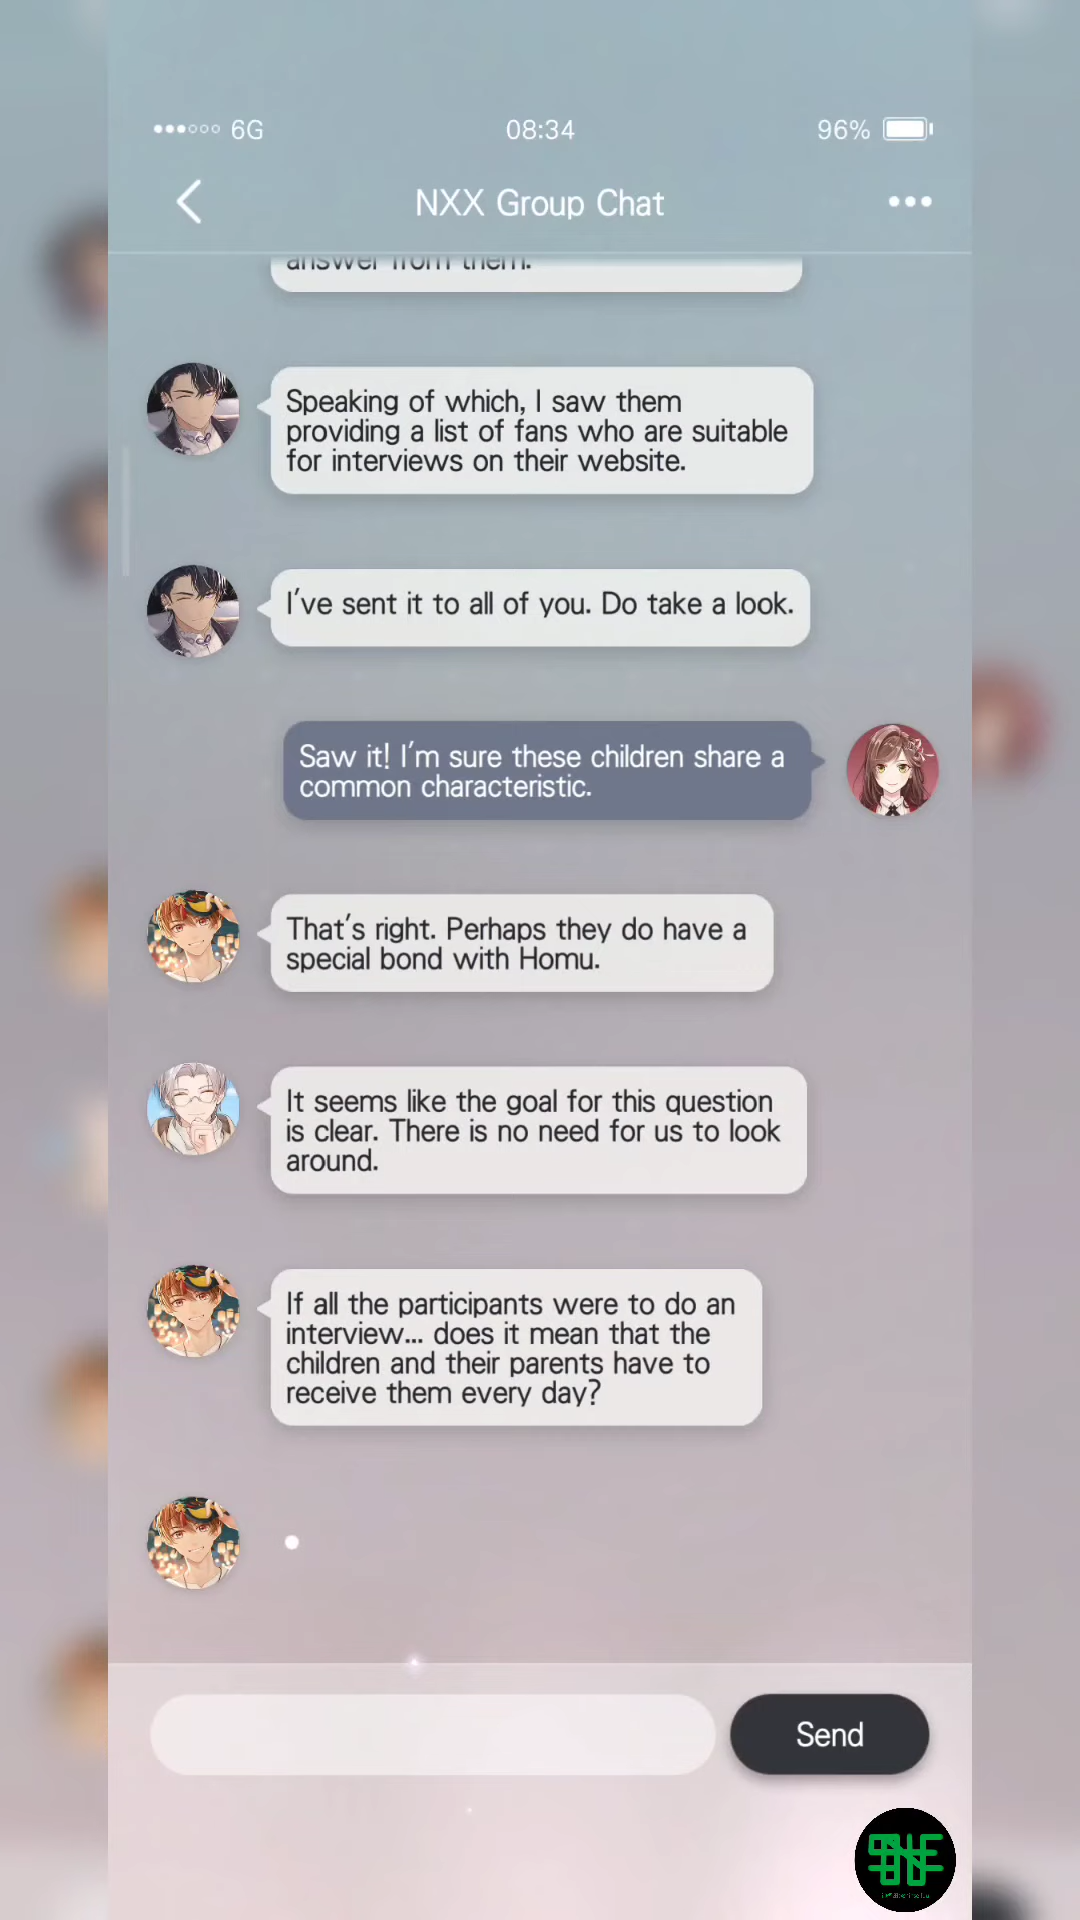 6G 08:34 96%
NXX Group Chat
answer from them.
Speaking of which, I saw them
providing a list of fans who are suitable
for interviews on their website.
I've sent it to all of you. Do take a look.
Saw it! I'm sure these children share a
common characteristic.
That's right. Perhaps they do have a
special bond with Homu.
It seems like the goal for this question
is clear. There is no need for us to look
around.
If all the participants were to do an
interview... does it mean that the
children and their parents have to
receive them every day?
Send